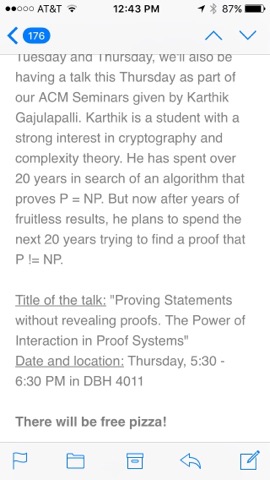 AT&T 12:43 PM 87%
176
Tuesday and Thursday, we'll also be
having a talk this Thursday as part of
our ACM Seminars given by Karthik
Gajulapalli. Karthik is a student with a
strong interest in cryptography and
complexity theory. He has spent over
20 years in search of an algorithm that
proves P = NP. But now after years of
fruitless results, he plans to spend the
next 20 years trying to find a proof that
P != NP.
Title of the talk: "Proving Statements
without revealing proofs. The Power of
Interaction in Proof Systems"
Date and location: Thursday, 5:30 -
6:30 PM in DBH 4011
There will be free pizza!